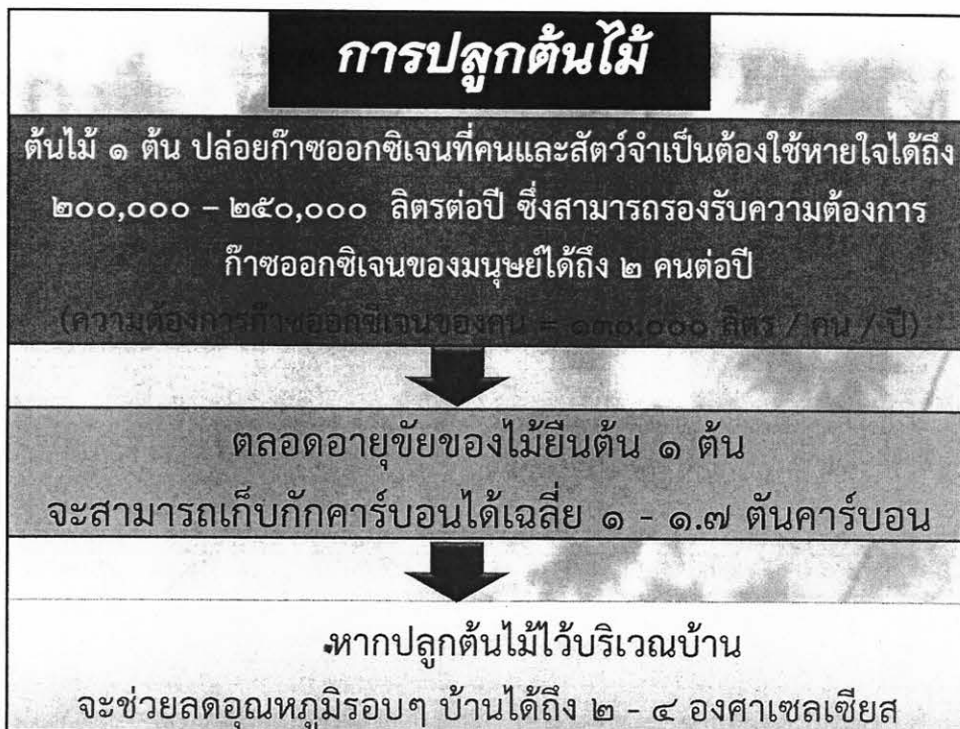 การปลูกต้นไม้
ต้นไม้ ๑ ต้น ปล่อยก๊าซออกซิเจนที่คนและสัตว์จำเป็นต้องใช้หายใจได้ถึง
๒๐๐,๐๐๐ – ๒๕๐,๐๐๐ ลิตรต่อปี ซึ่งสามารถรองรับความต้องการ
ก๊าซออกซิเจนของมนุษย์ได้ถึง ๒ คนต่อปี
(ความต้องการก๊าซออกซิเจนของคน = ๑๓๐,๐๐๐ ลิตร / คน / ปี)
ตลอดอายุขัยของไม้ยืนต้น ๑ ต้น
จะสามารถเก็บกักคาร์บอนได้เฉลี่ย ๑ - ๑.๗ ตันคาร์บอน
หากปลูกต้นไม้ไว้บริเวณบ้าน
จะช่วยลดอุณหภูมิรอบๆ บ้านได้ถึง ๒ - ๔ องศาเซลเซียส